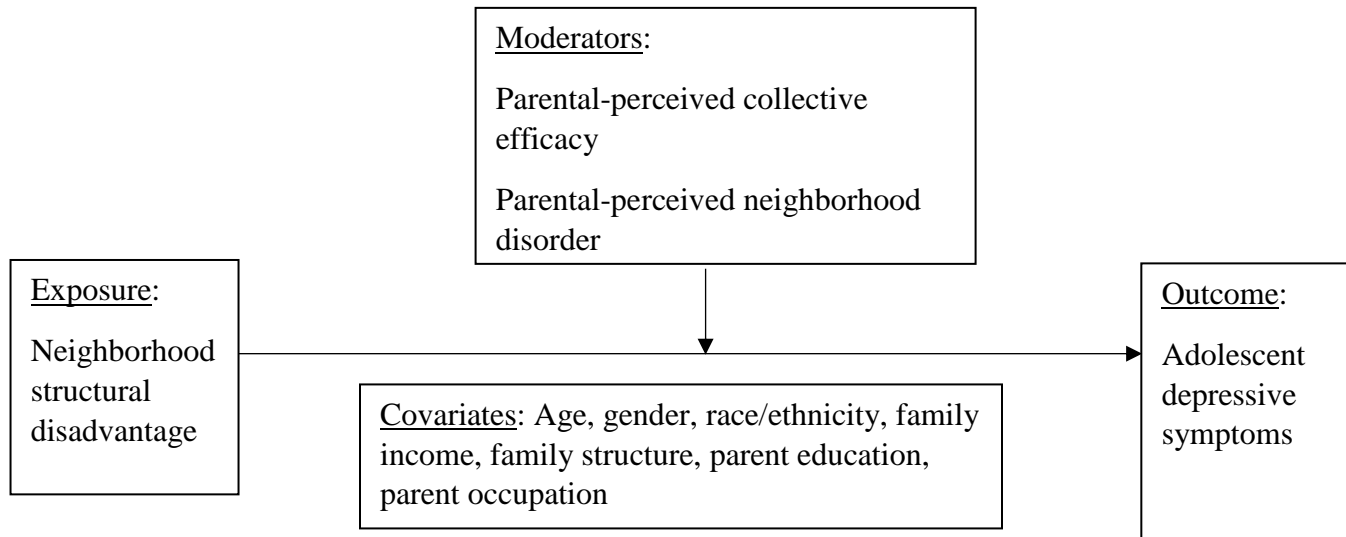 Moderators:
Parental-perceived collective
efficacy
Parental-perceived neighborhood
disorder
Exposure:
Neighborhood
structural
disadvantage
Outcome:
Adolescent
depressive
symptoms
Covariates: Age, gender, race/ethnicity, family
income, family structure, parent education,
parent occupation